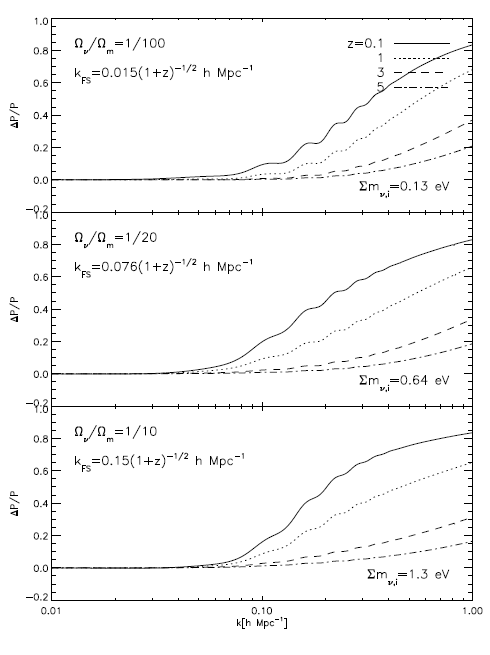 1.0
Ω_ν/Ω_m=1/100
z=0.1
k_FS=0.015(1+z)^−1/2 h Mpc^−1
1
3
5
0.8
0.6
ΔP/P
0.4
0.2
0.0
Σm_ν,i=0.13 eV
−0.2
1.0
Ω_ν/Ω_m=1/20
0.8
k_FS=0.076(1+z)^−1/2 h Mpc^−1
0.6
ΔP/P
0.4
0.2
0.0
Σm_ν,i=0.64 eV
−0.2
1.0
Ω_ν/Ω_m=1/10
0.8
k_FS=0.15(1+z)^−1/2 h Mpc^−1
0.6
ΔP/P
0.4
0.2
0.0
Σm_ν,i=1.3 eV
−0.2
0.01 0.10 1.00
k[h Mpc^−1]